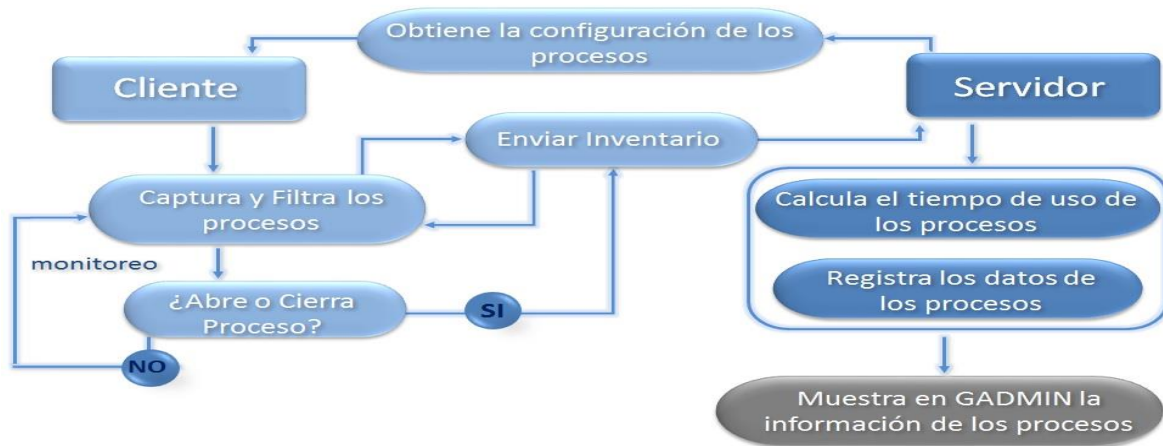 Obtiene la configuración de los
procesos
Cliente
Servidor
Enviar Inventario
Captura y Filtra los
procesos
Calcula el tiempo de uso de
los procesos
monitoreo
Registra los datos de
los procesos
¿Abre o Cierra
Proceso?
SI
NO
Muestra en GADMIN la
información de los procesos